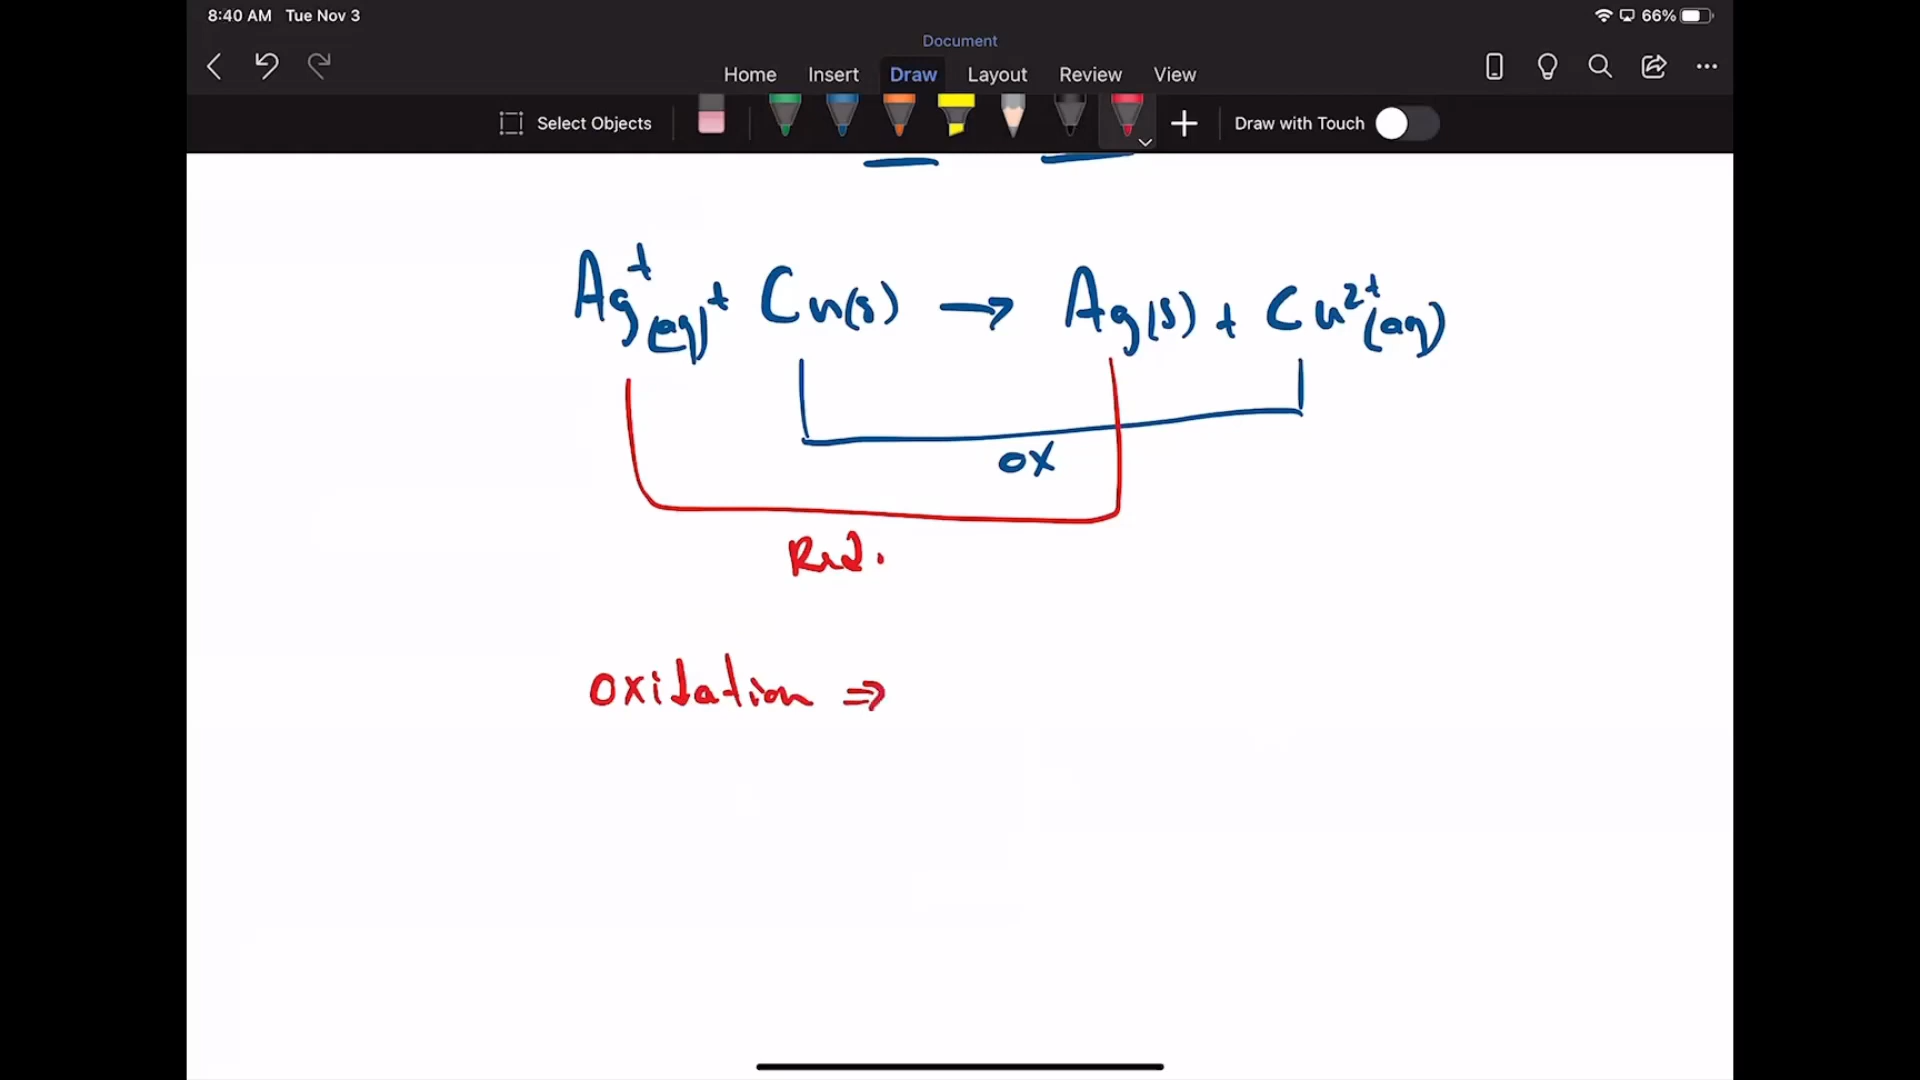 8:40 AM Tue Nov 3
66%
Document
Home Insert Draw Layout Review View
Select Objects
Draw with Touch
Ag⁺(aq) + Cu(s) → Ag(s) + Cu²⁺(aq)
ox
Red.
oxidation ⇒